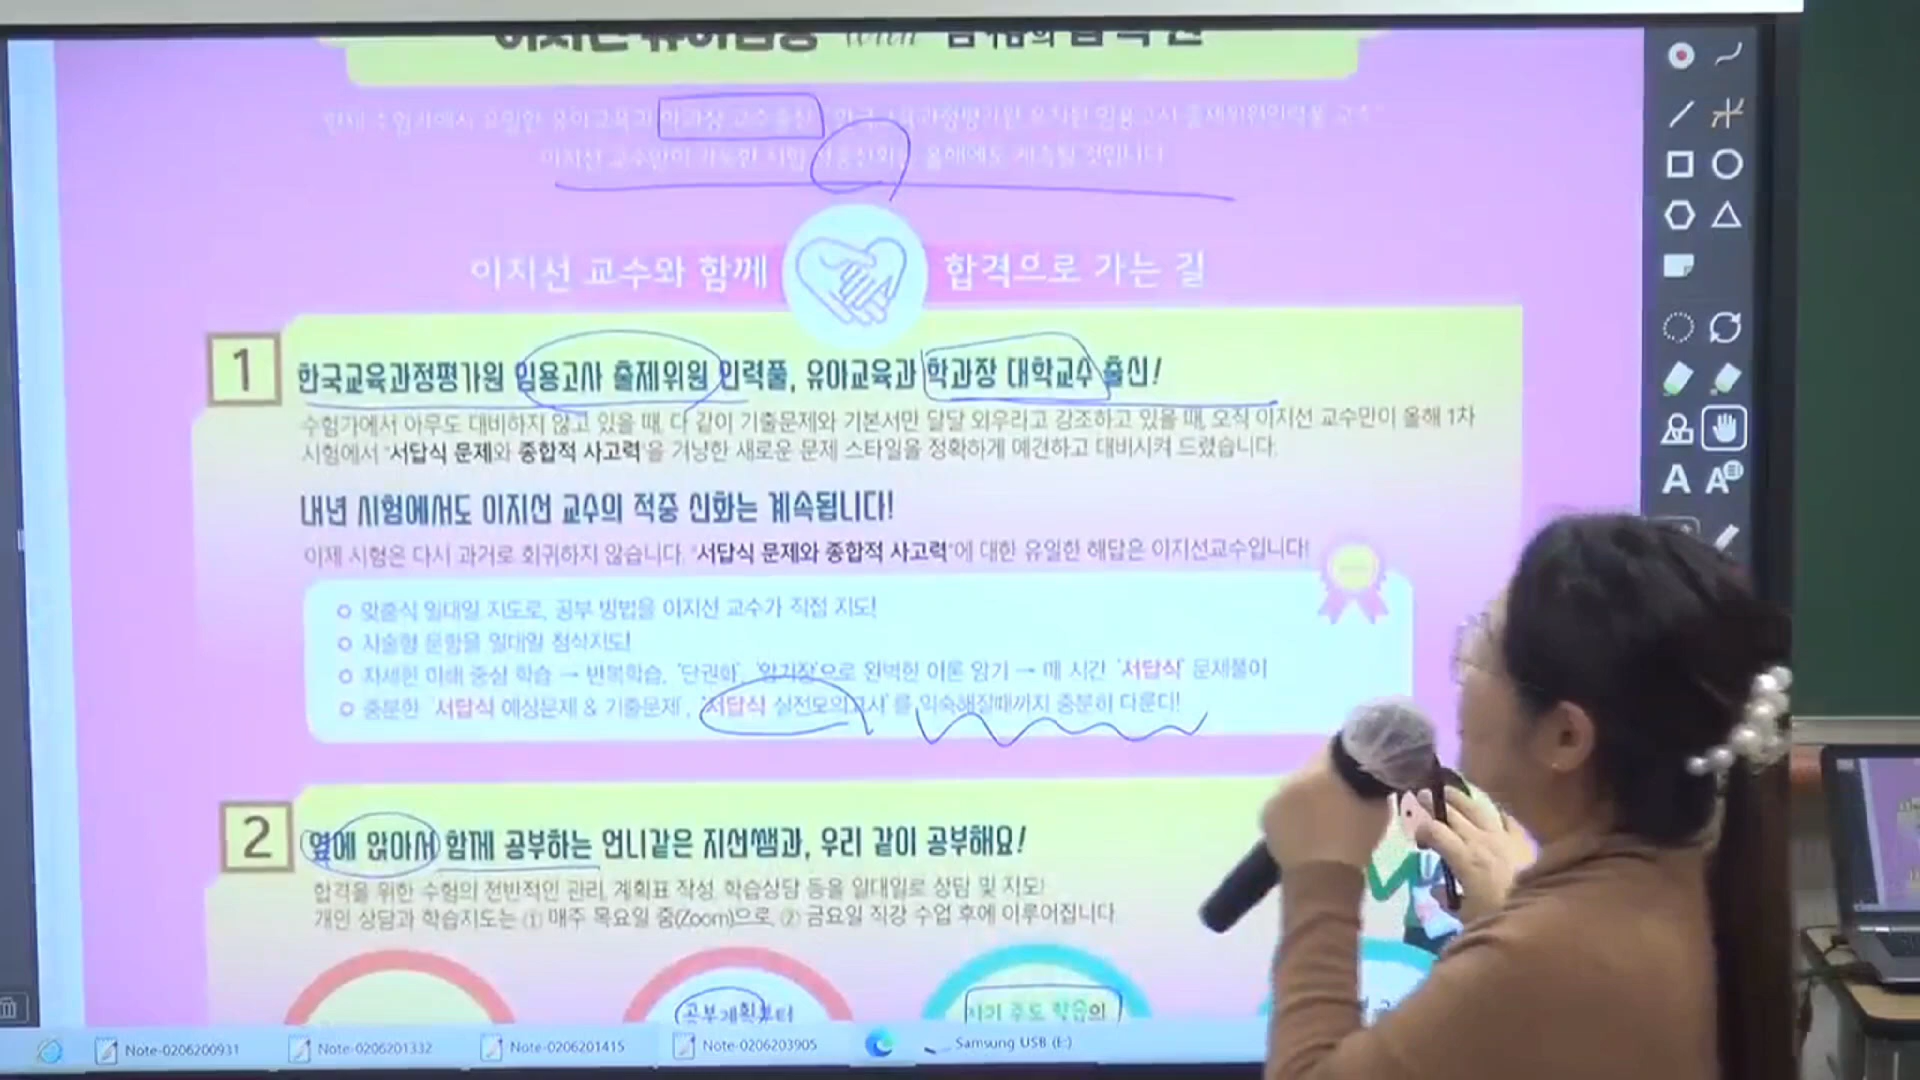 이지선 교수와 함께 합격으로 가는 길
1
한국교육과정평가원 임용고사 출제위원 인력풀, 유아교육과 학과장 대학교수 출신!
수험가에서 아무도 대비하지 않고 있을 때, 다 같이 기출문제와 기본서만 달달 외우라고 강조하고 있을 때, 오직 이지선 교수만이 올해 1차
시험에서 "서답식 문제와 종합적 사고력"을 겨냥한 새로운 문제 스타일을 정확하게 예견하고 대비시켜 드렸습니다.
내년 시험에서도 이지선 교수의 적중 신화는 계속됩니다!
이제 시험은 다시 과거로 회귀하지 않습니다. "서답식 문제와 종합적 사고력"에 대한 유일한 해답은 이지선교수입니다!
맞춤식 일대일 지도로, 공부 방법을 이지선 교수가 직접 지도!
서술형 문항을 일대일 첨삭지도!
자세한 이해 중심 학습 → 반복학습, '단권화', '암기장'으로 완벽한 이론 암기 → 매 시간 '서답식' 문제풀이
충분한 '서답식 예상문제 & 기출문제', '서답식 실전모의고사'를 익숙해질때까지 충분히 다룬다!
2
옆에 앉아서 함께 공부하는 언니같은 지선쌤과, 우리 같이 공부해요!
합격을 위한 수험의 전반적인 관리, 계획표 작성, 학습상담 등을 일대일로 상담 및 지도!
개인 상담과 학습지도는 ① 매주 목요일 줌(Zoom)으로, ② 금요일 직강 수업 후에 이루어집니다.
공부계획부터
자기 주도 학습의
Note-0206200931
Note-0206201332
Note-0206201415
Note-0206203905
Samsung USB (E:)